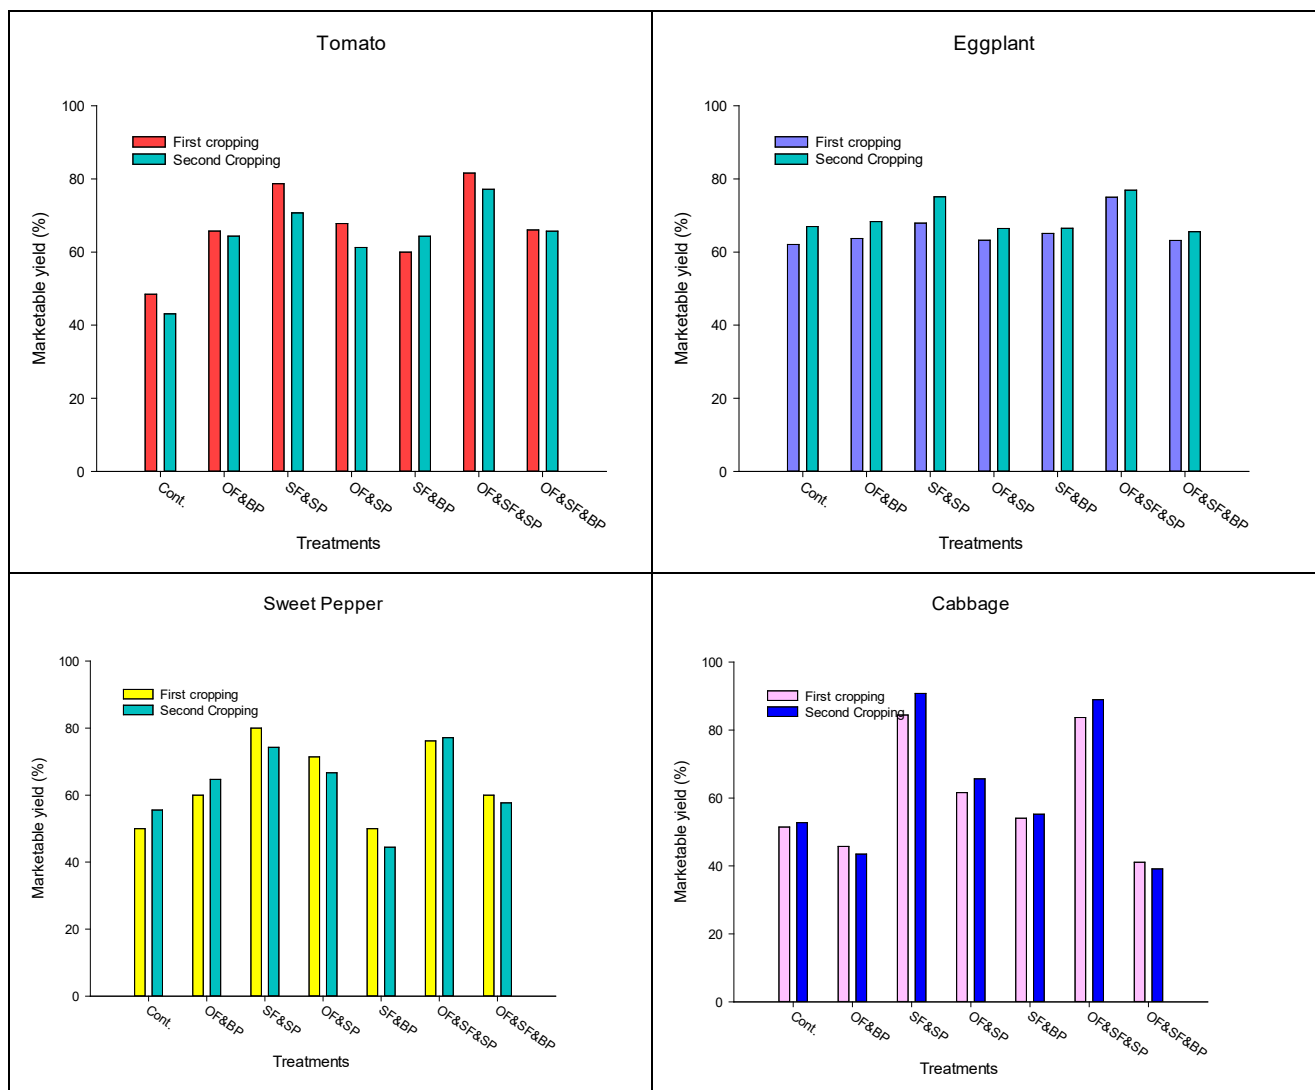 Tomato
100
80
60
40
20
0
Marketable yield (%)
First cropping
Second Cropping
Cont.
OF&BP
SF&SP
OF&SP
SF&BP
OF&SF&SP
OF&SF&BP
Treatments
Eggplant
100
80
60
40
20
0
Marketable yield (%)
First cropping
Second Cropping
Cont.
OF&BP
SF&SP
OF&SP
SF&BP
OF&SF&SP
OF&SF&BP
Treatments
Sweet Pepper
100
80
60
40
20
0
Marketable yield (%)
First cropping
Second Cropping
Cont.
OF&BP
SF&SP
OF&SP
SF&BP
OF&SF&SP
OF&SF&BP
Treatments
Cabbage
100
80
60
40
20
0
Marketable yield (%)
First cropping
Second Cropping
Cont.
OF&BP
SF&SP
OF&SP
SF&BP
OF&SF&SP
OF&SF&BP
Treatments